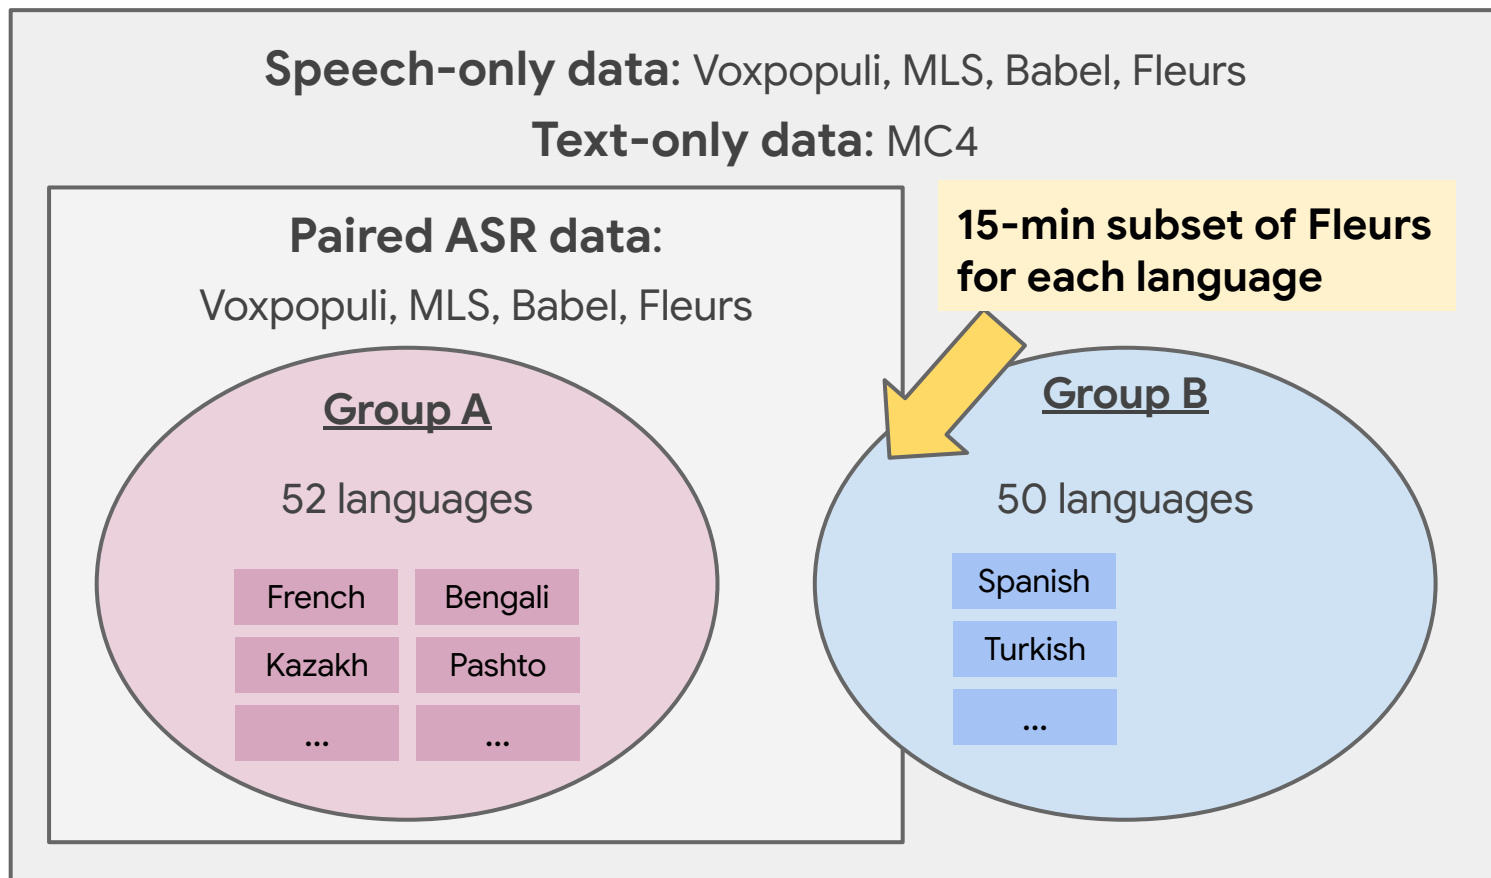 Speech-only data: Voxpopuli, MLS, Babel, Fleurs
Text-only data: MC4
Paired ASR data:
Voxpopuli, MLS, Babel, Fleurs
15-min subset of Fleurs
for each language
Group A
52 languages
French
Bengali
Kazakh
Pashto
...
...
Group B
50 languages
Spanish
Turkish
...